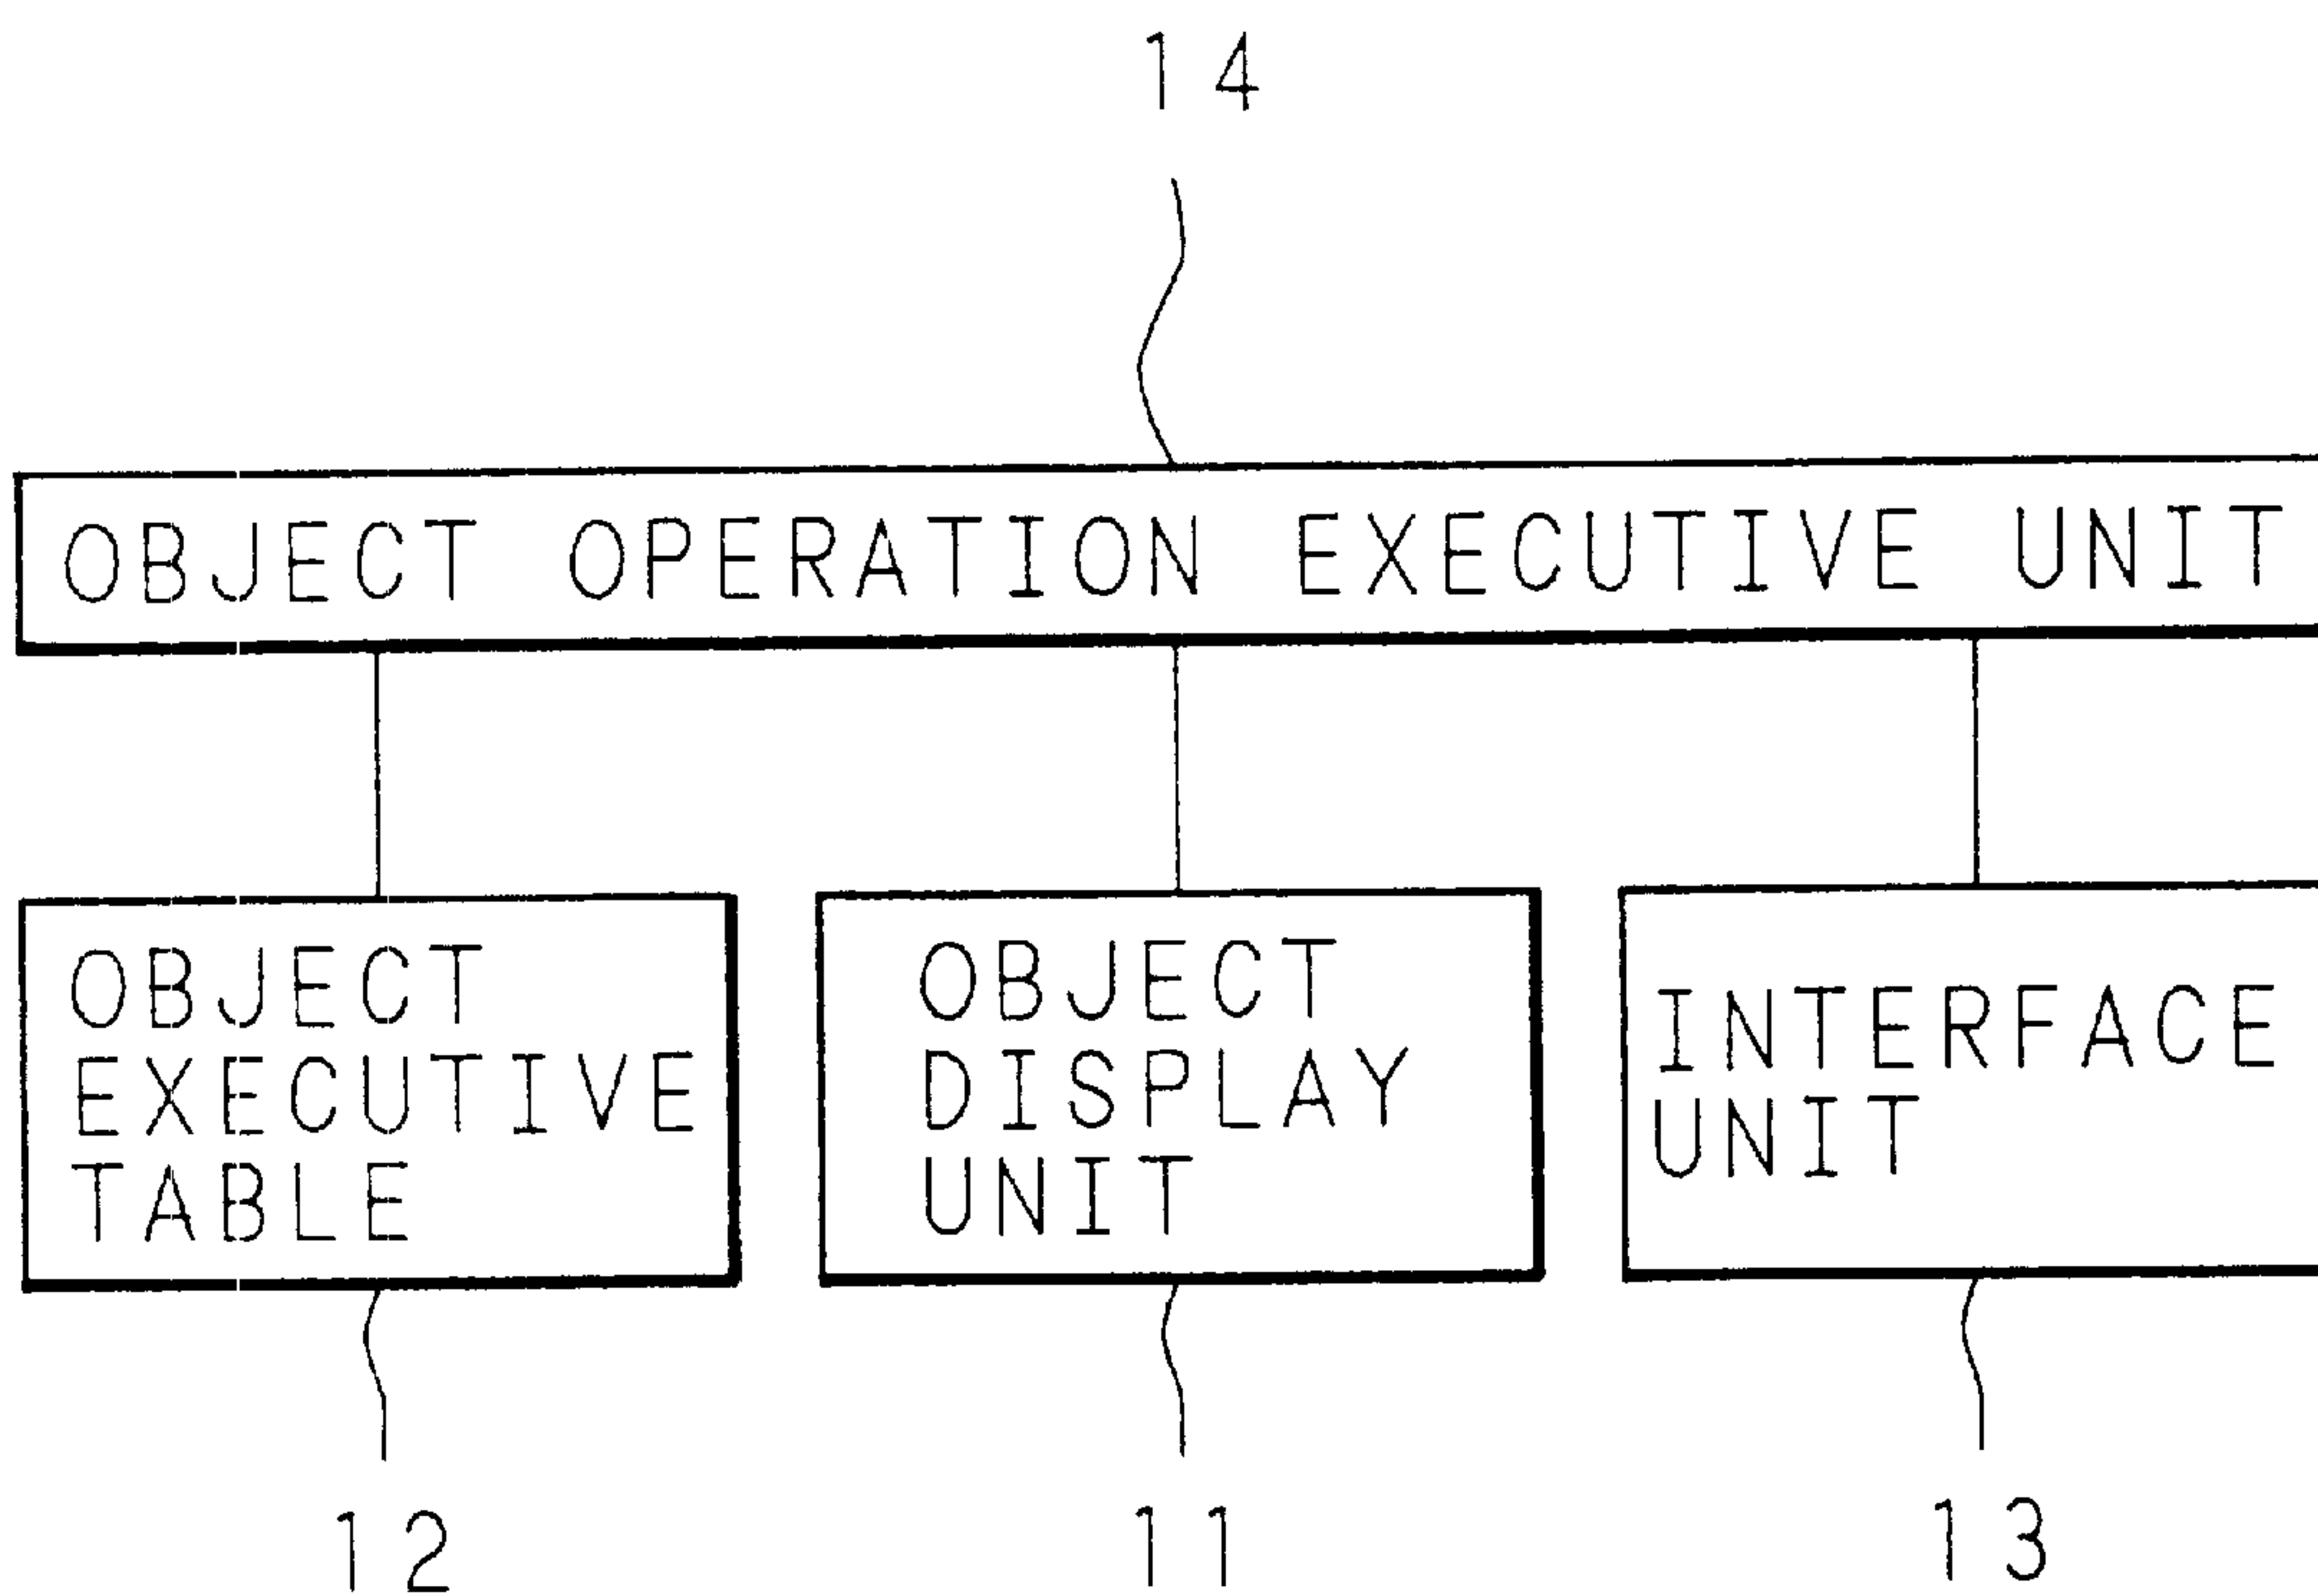 14
OBJECT OPERATION EXECUTIVE UNIT
OBJECT
EXECUTIVE
TABLE
OBJECT
DISPLAY
UNIT
INTERFACE
UNIT
12
11
13